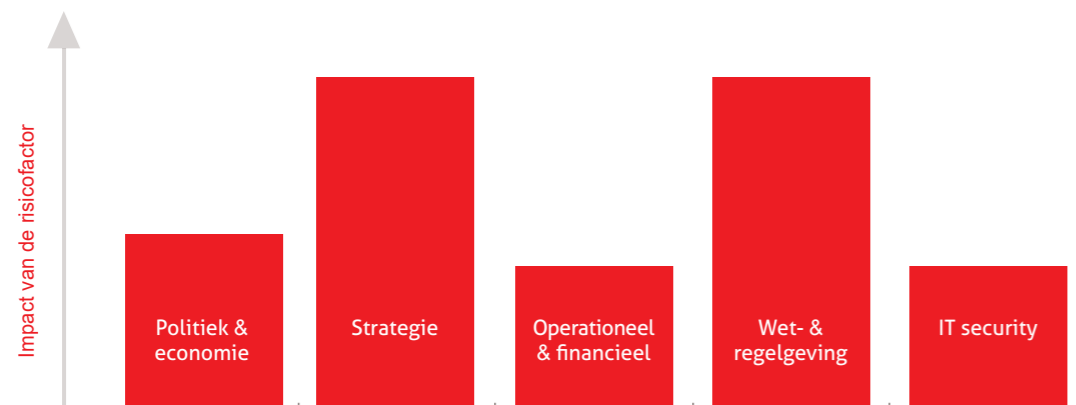 Impact van de risicofactor
Politiek &
economie
Strategie
Operationeel
& financieel
Wet- &
regelgeving
IT security